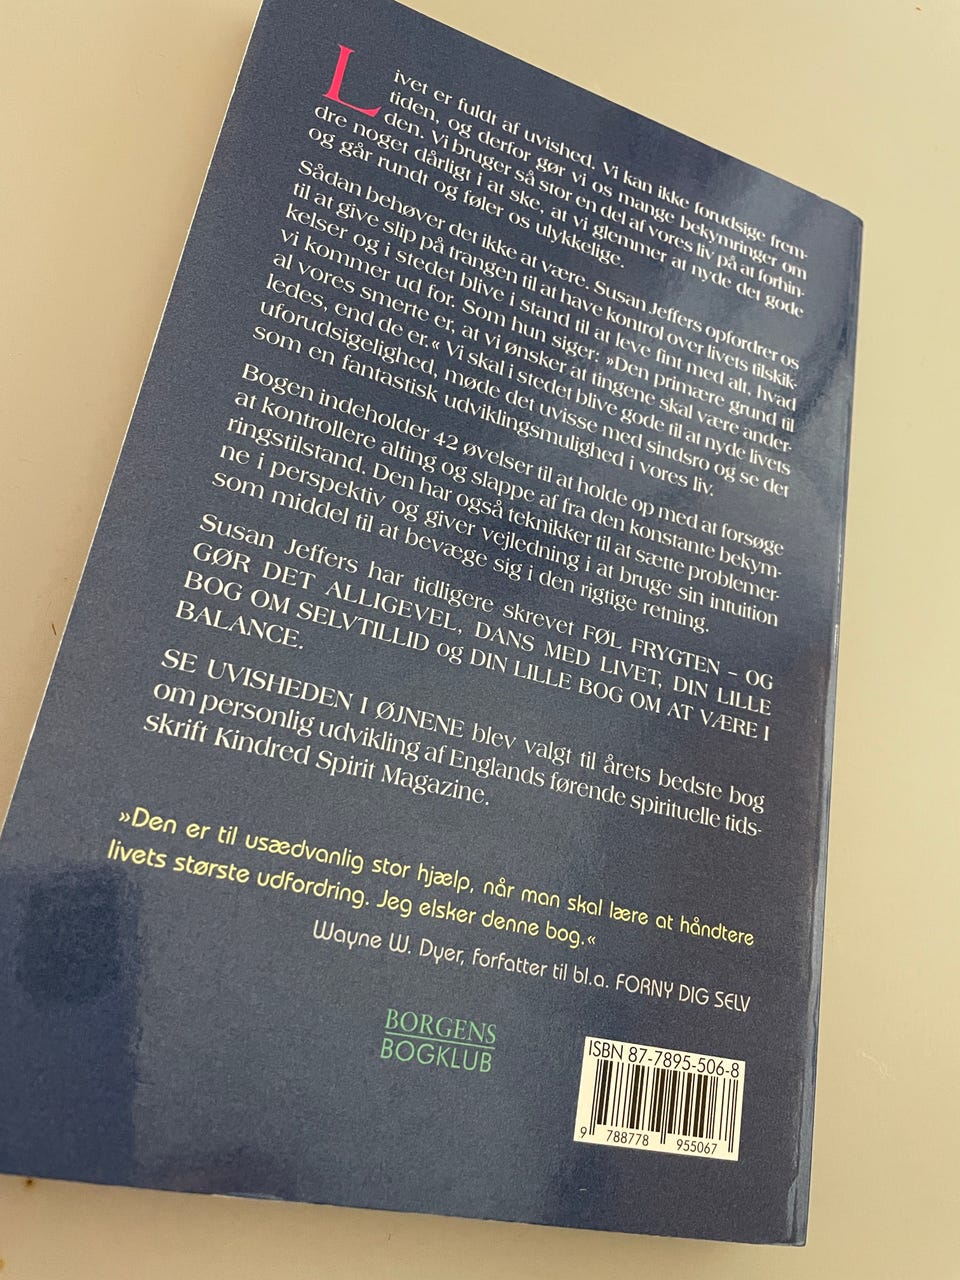 Livet er fuldt af uvished. Vi kan ikke forudsige frem-
tiden, og derfor gør vi os mange bekymringer om
den. Vi bruger så stor en del af vores liv på at forhin-
dre noget dårligt i at ske, at vi glemmer at nyde det gode
og går rundt og føler os ulykkelige.
Sådan behøver det ikke at være. Susan Jeffers opfordrer os
til at give slip på trangen til at have kontrol over livets tilskik-
kelser og i stedet blive i stand til at leve fint med alt, hvad
vi kommer ud for. Som hun siger: »Den primære grund til
al vores smerte er, at vi ønsker at tingene skal være ander-
ledes, end de er.« Vi skal i stedet blive gode til at nyde livets
uforudsigelighed, møde det uvisse med sindsro og se det
som en fantastisk udviklingsmulighed i vores liv.
Bogen indeholder 42 øvelser til at holde op med at forsøge
at kontrollere alting og slappe af fra den konstante bekym-
ringstilstand. Den har også teknikker til at sætte problemer-
ne i perspektiv og giver vejledning i at bruge sin intuition
som middel til at bevæge sig i den rigtige retning.
Susan Jeffers har tidligere skrevet FØL FRYGTEN – OG
GØR DET ALLIGEVEL, DANS MED LIVET, DIN LILLE
BOG OM SELVTILLID og DIN LILLE BOG OM AT VÆRE I
BALANCE.
SE UVISHEDEN I ØJNENE blev valgt til årets bedste bog
om personlig udvikling af Englands førende spirituelle tids-
skrift Kindred Spirit Magazine.
»Den er til usædvanlig stor hjælp, når man skal lære at håndtere
livets største udfordring. Jeg elsker denne bog.«
Wayne W. Dyer, forfatter til bl.a. FORNY DIG SELV
BORGENS
BOGKLUB
ISBN 87-7895-506-8
9 788778 955067